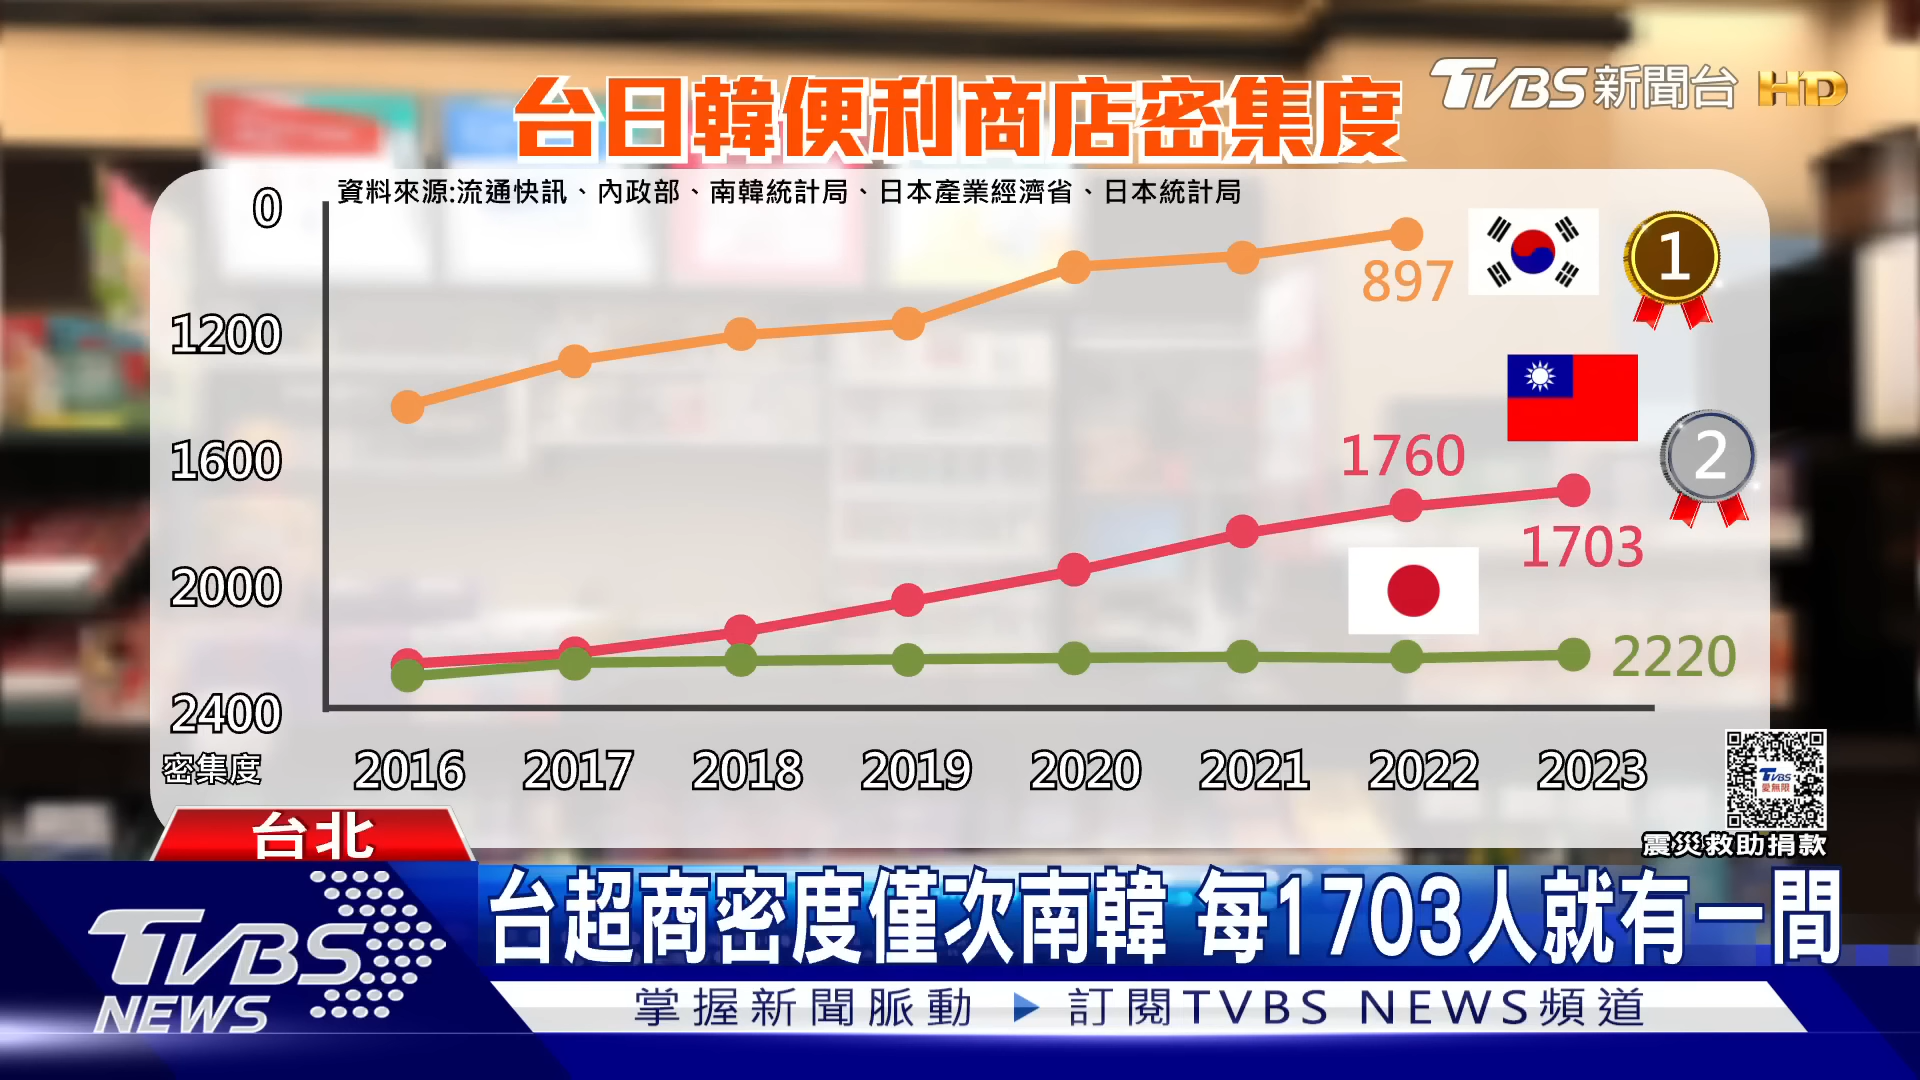 台日韓便利商店密集度
TVBS新聞台 HD
資料來源:流通快訊、內政部、南韓統計局、日本產業經濟省、日本統計局
0
1200
1600
2000
2400
密集度
897
1
1760
2
1703
2220
2016 2017 2018 2019 2020 2021 2022 2023
TVBS
愛無限
震災救助捐款
台北
台超商密度僅次南韓 每1703人就有一間
TVBS
NEWS
掌握新聞脈動 ▶ 訂閱TVBS NEWS頻道